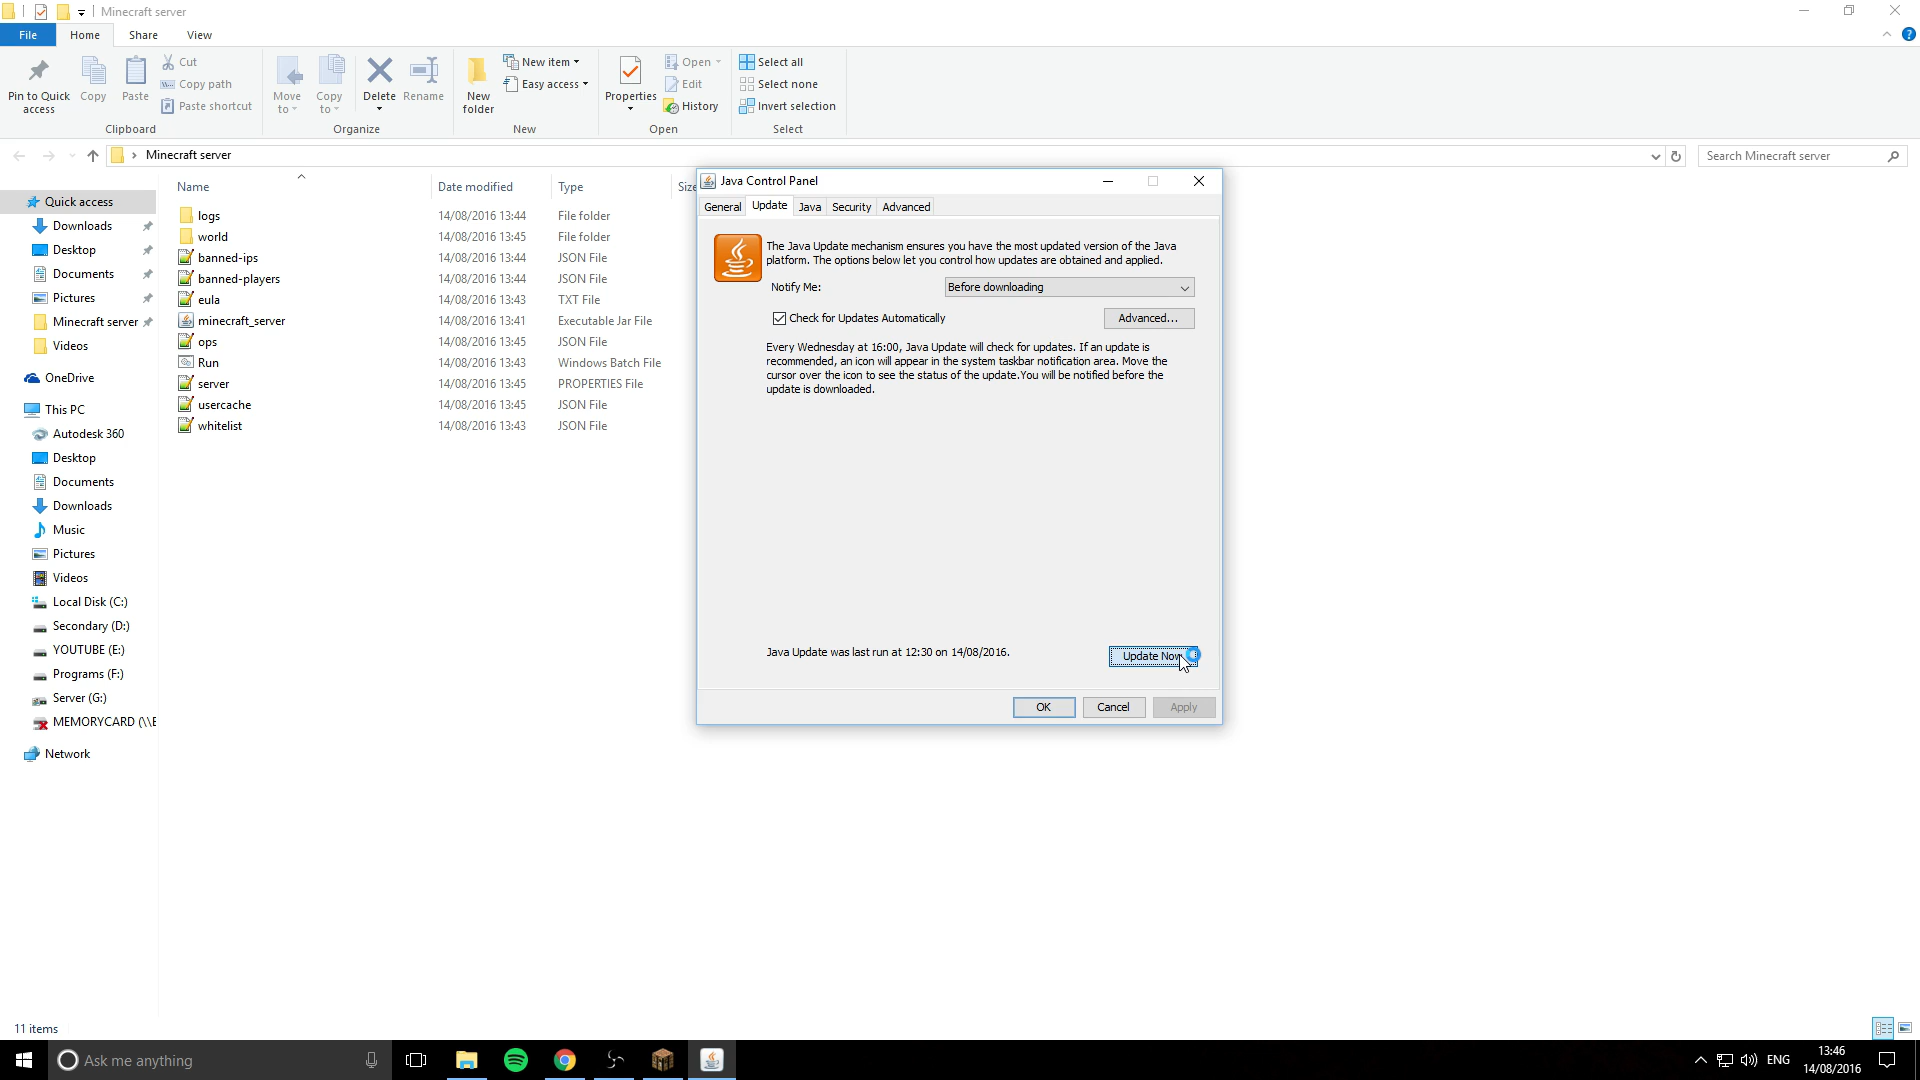 Minecraft server
File
Home
Share
View
Pin to Quick access
Copy
Paste
Cut
Copy path
Paste shortcut
Clipboard
Move to
Copy to
Delete
Rename
Organize
New folder
New item
Easy access
New
Properties
Open
Edit
History
Open
Select all
Select none
Invert selection
Select
Minecraft server
Search Minecraft server
Quick access
Downloads
Desktop
Documents
Pictures
Minecraft server
Videos
OneDrive
This PC
Autodesk 360
Desktop
Documents
Downloads
Music
Pictures
Videos
Local Disk (C:)
Secondary (D:)
YOUTUBE (E:)
Programs (F:)
Server (G:)
MEMORYCARD (\\E
Network
Name Date modified Type Size
logs 14/08/2016 13:44 File folder
world 14/08/2016 13:45 File folder
banned-ips 14/08/2016 13:44 JSON File
banned-players 14/08/2016 13:44 JSON File
eula 14/08/2016 13:43 TXT File
minecraft_server 14/08/2016 13:41 Executable Jar File
ops 14/08/2016 13:45 JSON File
Run 14/08/2016 13:43 Windows Batch File
server 14/08/2016 13:45 PROPERTIES File
usercache 14/08/2016 13:45 JSON File
whitelist 14/08/2016 13:43 JSON File
Java Control Panel
General Update Java Security Advanced
The Java Update mechanism ensures you have the most updated version of the Java
platform. The options below let you control how updates are obtained and applied.
Notify Me: Before downloading
Check for Updates Automatically Advanced...
Every Wednesday at 16:00, Java Update will check for updates. If an update is
recommended, an icon will appear in the system taskbar notification area. Move the
cursor over the icon to see the status of the update.You will be notified before the
update is downloaded.
Java Update was last run at 12:30 on 14/08/2016.
Update Now
OK Cancel Apply
11 items
Ask me anything
ENG
13:46
14/08/2016